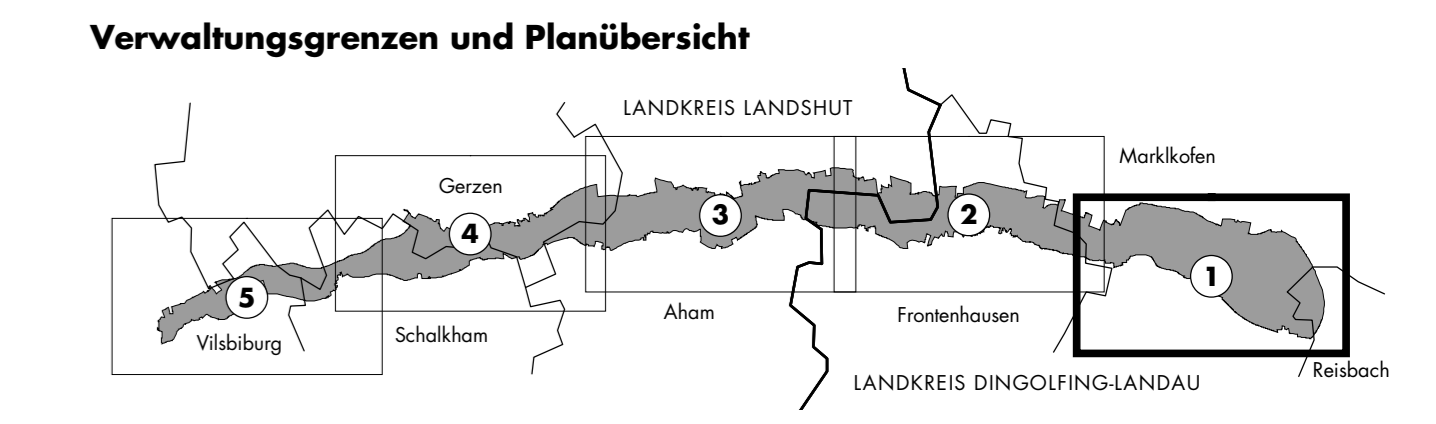 Verwaltungsgrenzen und Planübersicht
LANDKREIS LANDSHUT
Marklkofen
Gerzen
3
2
4
1
5
Aham
Frontenhausen
Schalkham
Vilsbiburg
Reisbach
LANDKREIS DINGOLFING-LANDAU